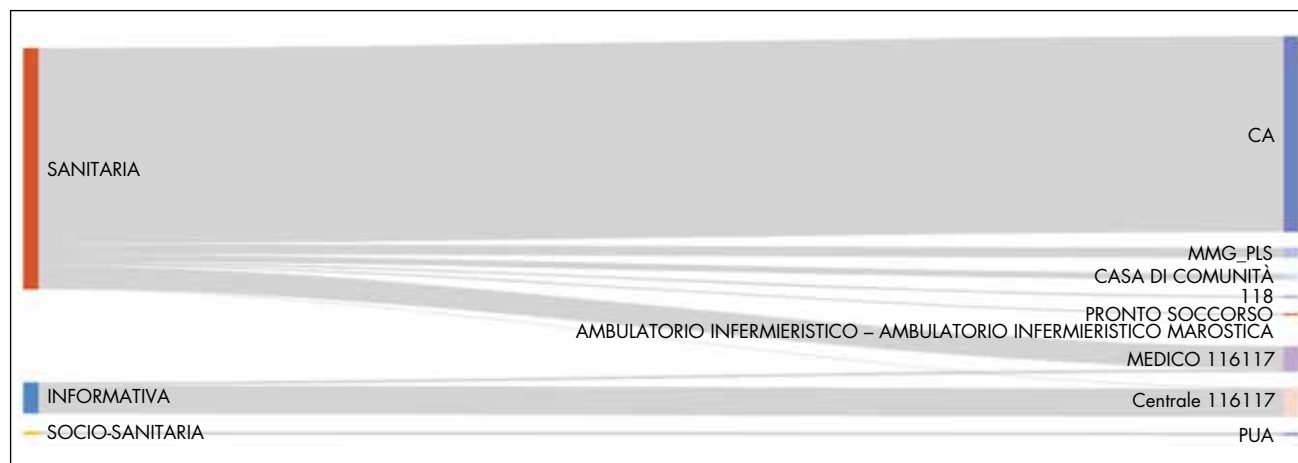 SANITARIA
INFORMATIVA
SOCIO-SANITARIA
CA
MMG_PLS
CASA DI COMUNITÀ
118
PRONTO SOCCORSO
AMBULATORIO INFERMIERISTICO – AMBULATORIO INFERMIERISTICO MAROSTICA
MEDICO 116117
Centrale 116117
PUA